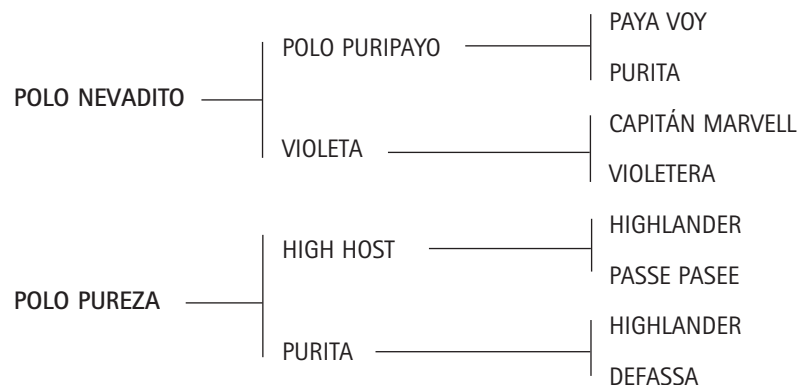 PAYA VOY
POLO PURIPAYO
PURITA
POLO NEVADITO
CAPITÁN MARVELL
VIOLETA
VIOLETERA
HIGHLANDER
HIGH HOST
PASSE PASEE
POLO PUREZA
HIGHLANDER
PURITA
DEFASSA